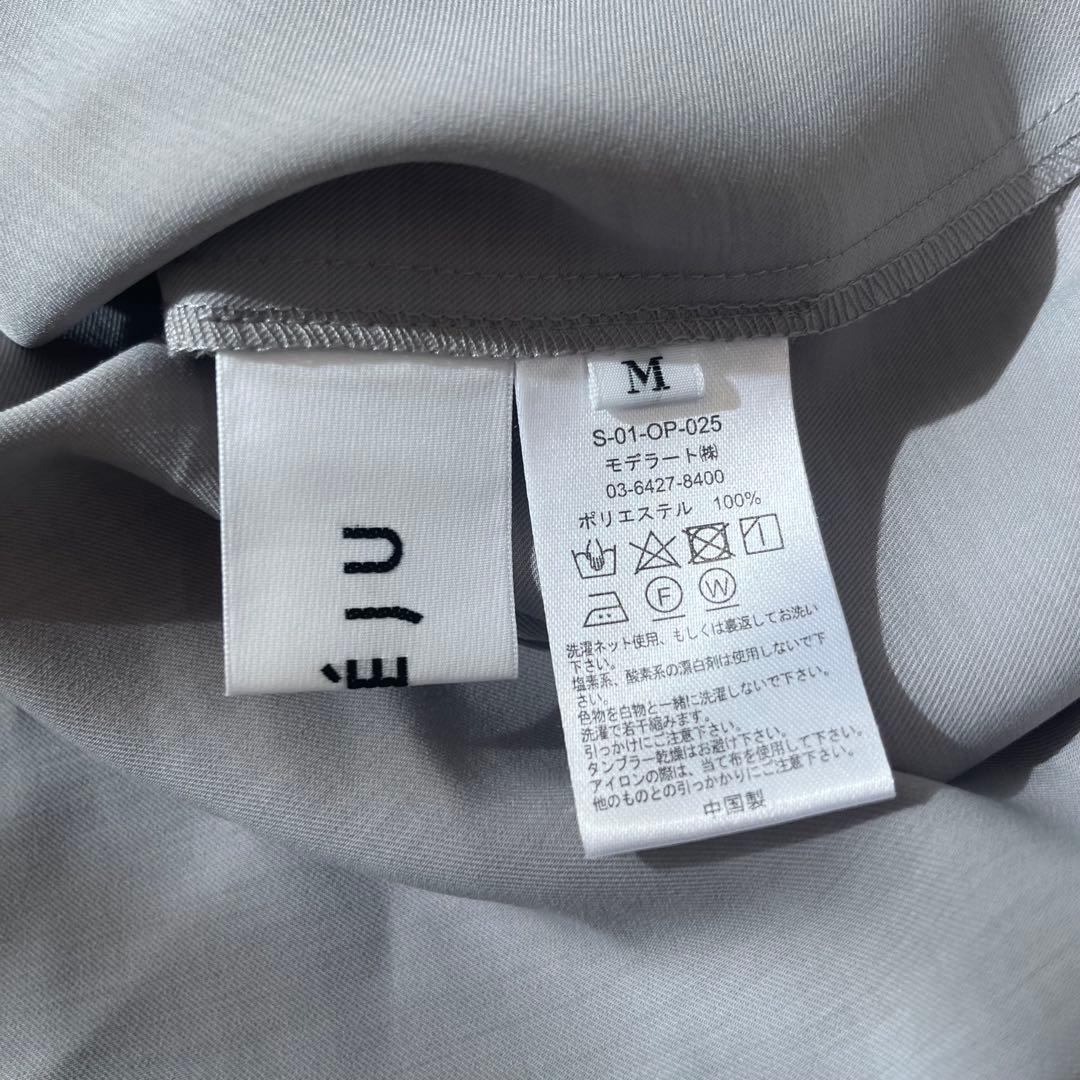 ÉJU
M
S-01-OP-025
モデラート㈱
03-6427-8400
ポリエステル 100%
F W
洗濯ネット使用、もしくは裏返してお洗い
下さい。
塩素系、酸素系の漂白剤は使用しないで下
さい。
色物を白物と一緒に洗濯しないで下さい。
洗濯で若干縮みます。
引っかけにご注意下さい。
タンブラー乾燥はお避け下さい。
アイロンの際は、当て布を使用して下さい。
他のものとの引っかかりにご注意下さい。
中国製